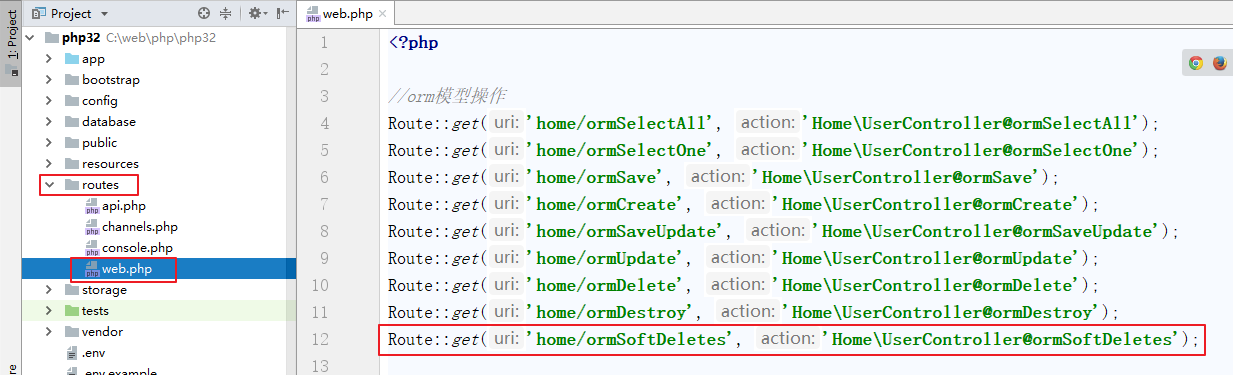 1: Project
Project
php32 C:\web\php\php32
app
bootstrap
config
database
public
resources
routes
php api.php
php channels.php
php console.php
php web.php
storage
tests
vendor
.env
.env.example
php web.php
1 <?php
2
3 //orm模型操作
4 Route::get( uri: 'home/ormSelectAll', action: 'Home\UserController@ormSelectAll');
5 Route::get( uri: 'home/ormSelectOne', action: 'Home\UserController@ormSelectOne');
6 Route::get( uri: 'home/ormSave', action: 'Home\UserController@ormSave');
7 Route::get( uri: 'home/ormCreate', action: 'Home\UserController@ormCreate');
8 Route::get( uri: 'home/ormSaveUpdate', action: 'Home\UserController@ormSaveUpdate');
9 Route::get( uri: 'home/ormUpdate', action: 'Home\UserController@ormUpdate');
10 Route::get( uri: 'home/ormDelete', action: 'Home\UserController@ormDelete');
11 Route::get( uri: 'home/ormDestroy', action: 'Home\UserController@ormDestroy');
12 Route::get( uri: 'home/ormSoftDeletes', action: 'Home\UserController@ormSoftDeletes');
13